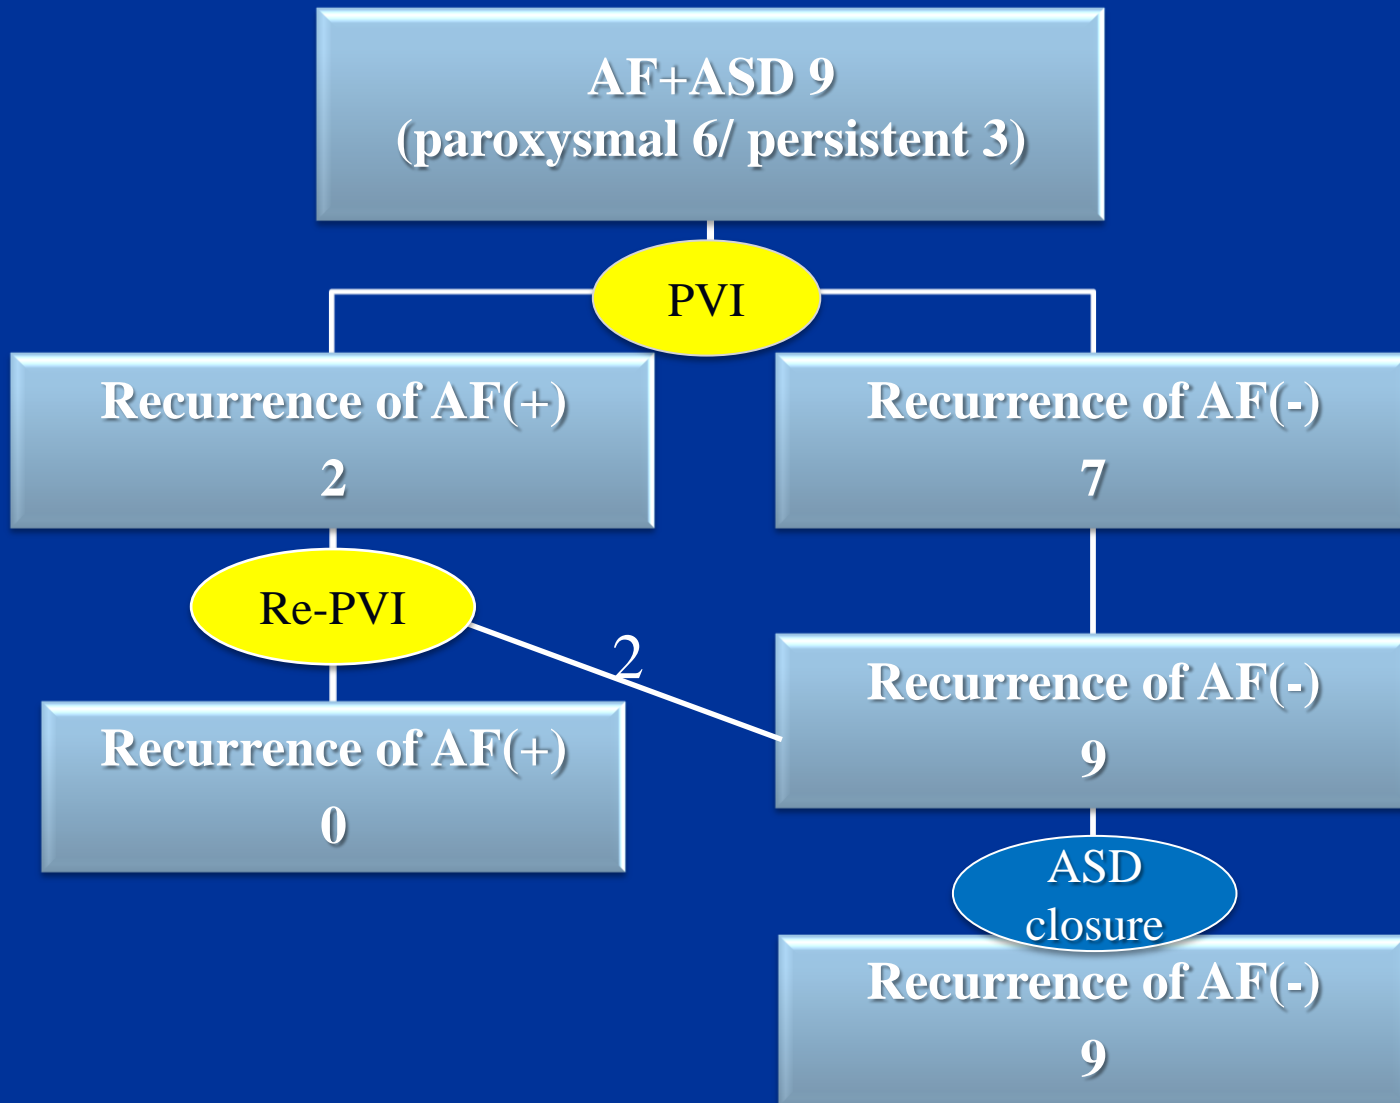 AF+ASD 9
(paroxysmal 6/ persistent 3)
PVI
Recurrence of AF(+)
2
Recurrence of AF(-)
7
Re-PVI
2
Recurrence of AF(-)
9
Recurrence of AF(+)
0
ASD
closure
Recurrence of AF(-)
9